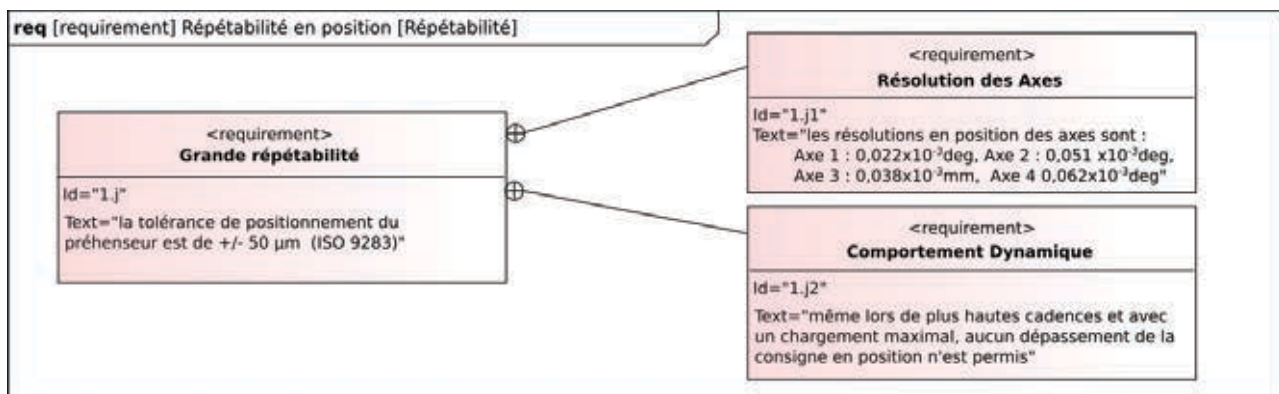 req [requirement] Répétabilité en position [Répétabilité]
<requirement>
Grande répétabilité
Id="1.j"
Text="la tolérance de positionnement du
préhenseur est de +/- 50 µm (ISO 9283)"
<requirement>
Résolution des Axes
Id="1.j1"
Text="les résolutions en position des axes sont :
Axe 1 : 0,022x10⁻³deg, Axe 2 : 0,051 x10⁻³deg,
Axe 3 : 0,038x10⁻³mm, Axe 4 0,062x10⁻³deg"
<requirement>
Comportement Dynamique
Id="1.j2"
Text="même lors de plus hautes cadences et avec
un chargement maximal, aucun dépassement de la
consigne en position n'est permis"